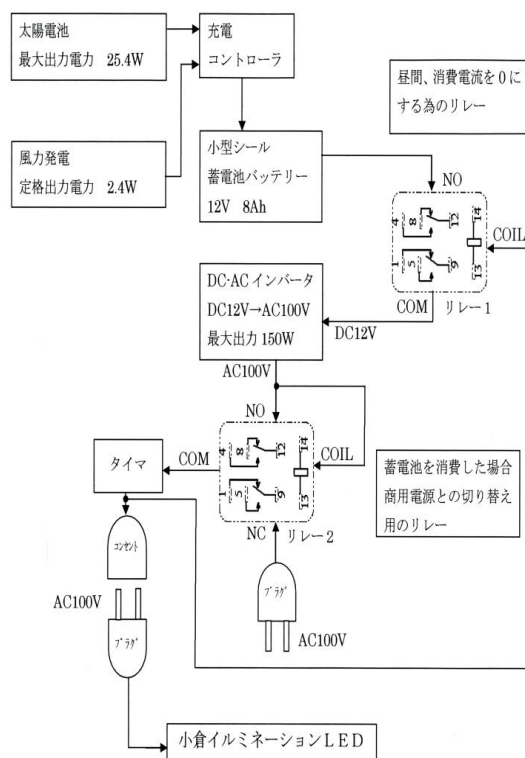 太陽電池
最大出力電力　25.4W
充電
コントローラ
昼間、消費電流を0に
する為のリレー
風力発電
定格出力電力　2.4W
小型シール
蓄電池バッテリー
12V　8Ah
NO
4
8
12
14
1
5
9
13
COIL
COM
リレー1
DC-ACインバータ
DC12V→AC100V
最大出力150W
DC12V
AC100V
NO
4
8
12
14
1
5
9
13
COIL
COM
タイマ
NC
リレー2
蓄電池を消費した場合
商用電源との切り替え
用のリレー
コンセント
プラグ
AC100V
AC100V
プラグ
小倉イルミネーションLED